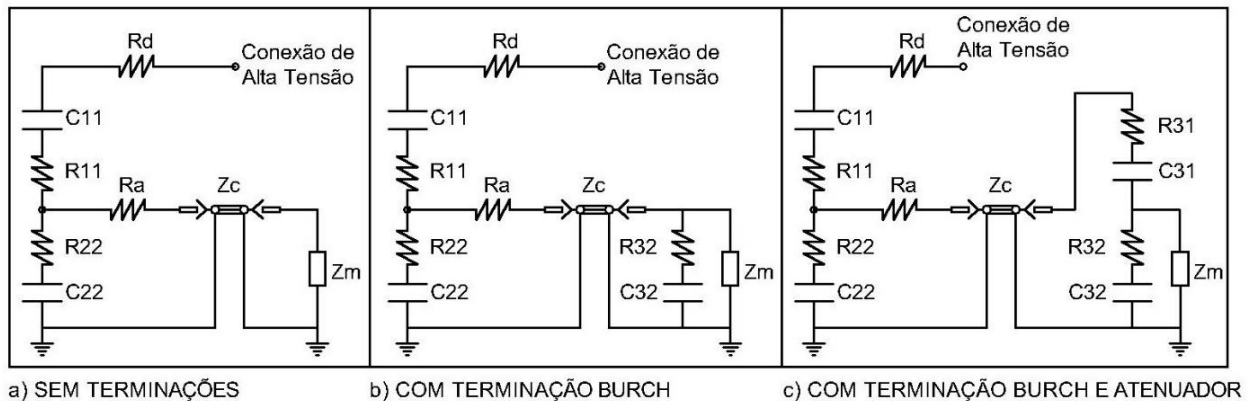 Rd
Conexão de
Alta Tensão
C11
R11
Ra
Zc
R22
C22
Zm
a) SEM TERMINAÇÕES
Rd
Conexão de
Alta Tensão
C11
R11
Ra
Zc
R22
C22
R32
C32
Zm
b) COM TERMINAÇÃO BURCH
Rd
Conexão de
Alta Tensão
C11
R11
Ra
Zc
R22
C22
R31
C31
R32
C32
Zm
c) COM TERMINAÇÃO BURCH E ATENUADOR